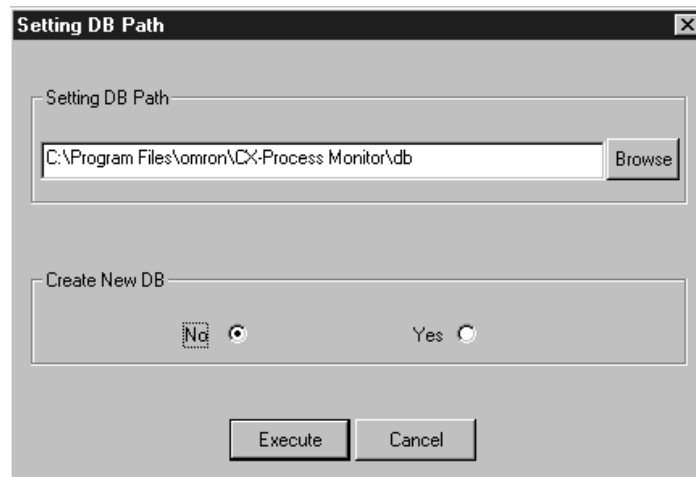 Setting DB Path
Setting DB Path
C:\Program Files\omron\CX-Process Monitor\db
Browse
Create New DB
No Yes
Execute Cancel